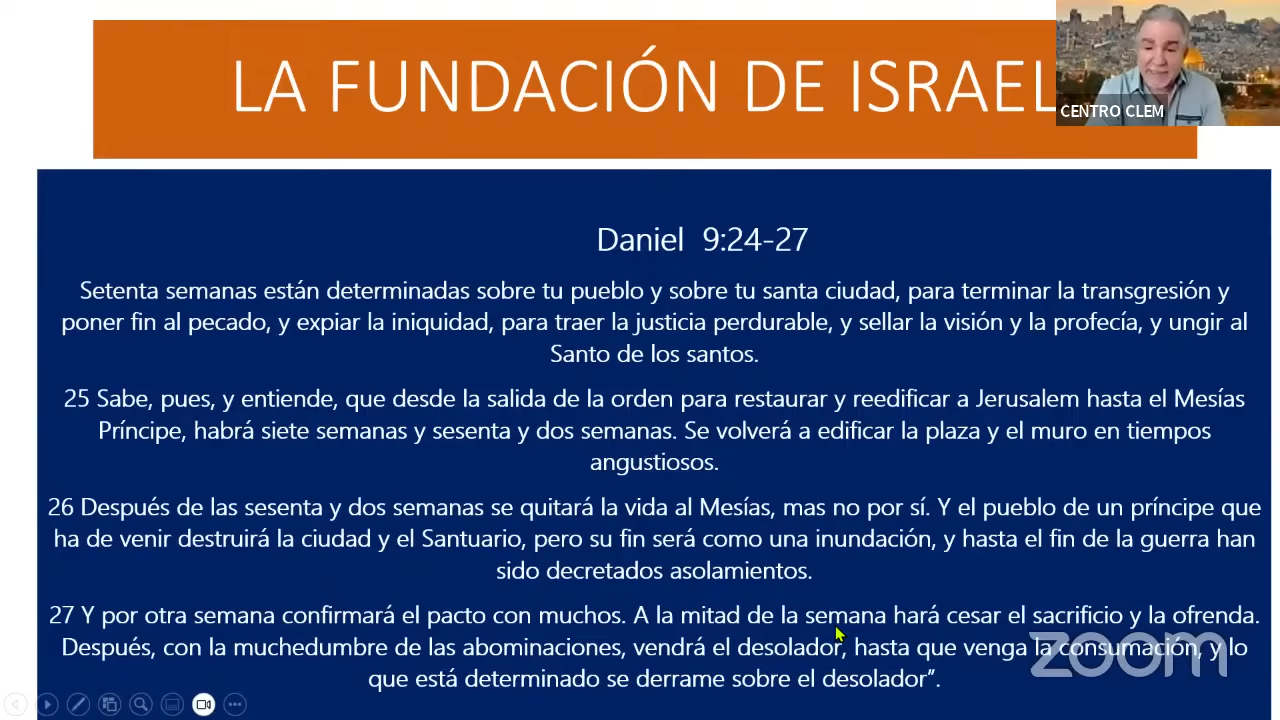 LA FUNDACIÓN DE ISRAEL
CENTRO CLEM
Daniel 9:24-27
Setenta semanas están determinadas sobre tu pueblo y sobre tu santa ciudad, para terminar la transgresión y
poner fin al pecado, y expiar la iniquidad, para traer la justicia perdurable, y sellar la visión y la profecía, y ungir al
Santo de los santos.
25 Sabe, pues, y entiende, que desde la salida de la orden para restaurar y reedificar a Jerusalem hasta el Mesías
Príncipe, habrá siete semanas y sesenta y dos semanas. Se volverá a edificar la plaza y el muro en tiempos
angustiosos.
26 Después de las sesenta y dos semanas se quitará la vida al Mesías, mas no por sí. Y el pueblo de un príncipe que
ha de venir destruirá la ciudad y el Santuario, pero su fin será como una inundación, y hasta el fin de la guerra han
sido decretados asolamientos.
27 Y por otra semana confirmará el pacto con muchos. A la mitad de la semana hará cesar el sacrificio y la ofrenda.
Después, con la muchedumbre de las abominaciones, vendrá el desolador, hasta que venga la consumación, y lo
que está determinado se derrame sobre el desolador”.
zoom